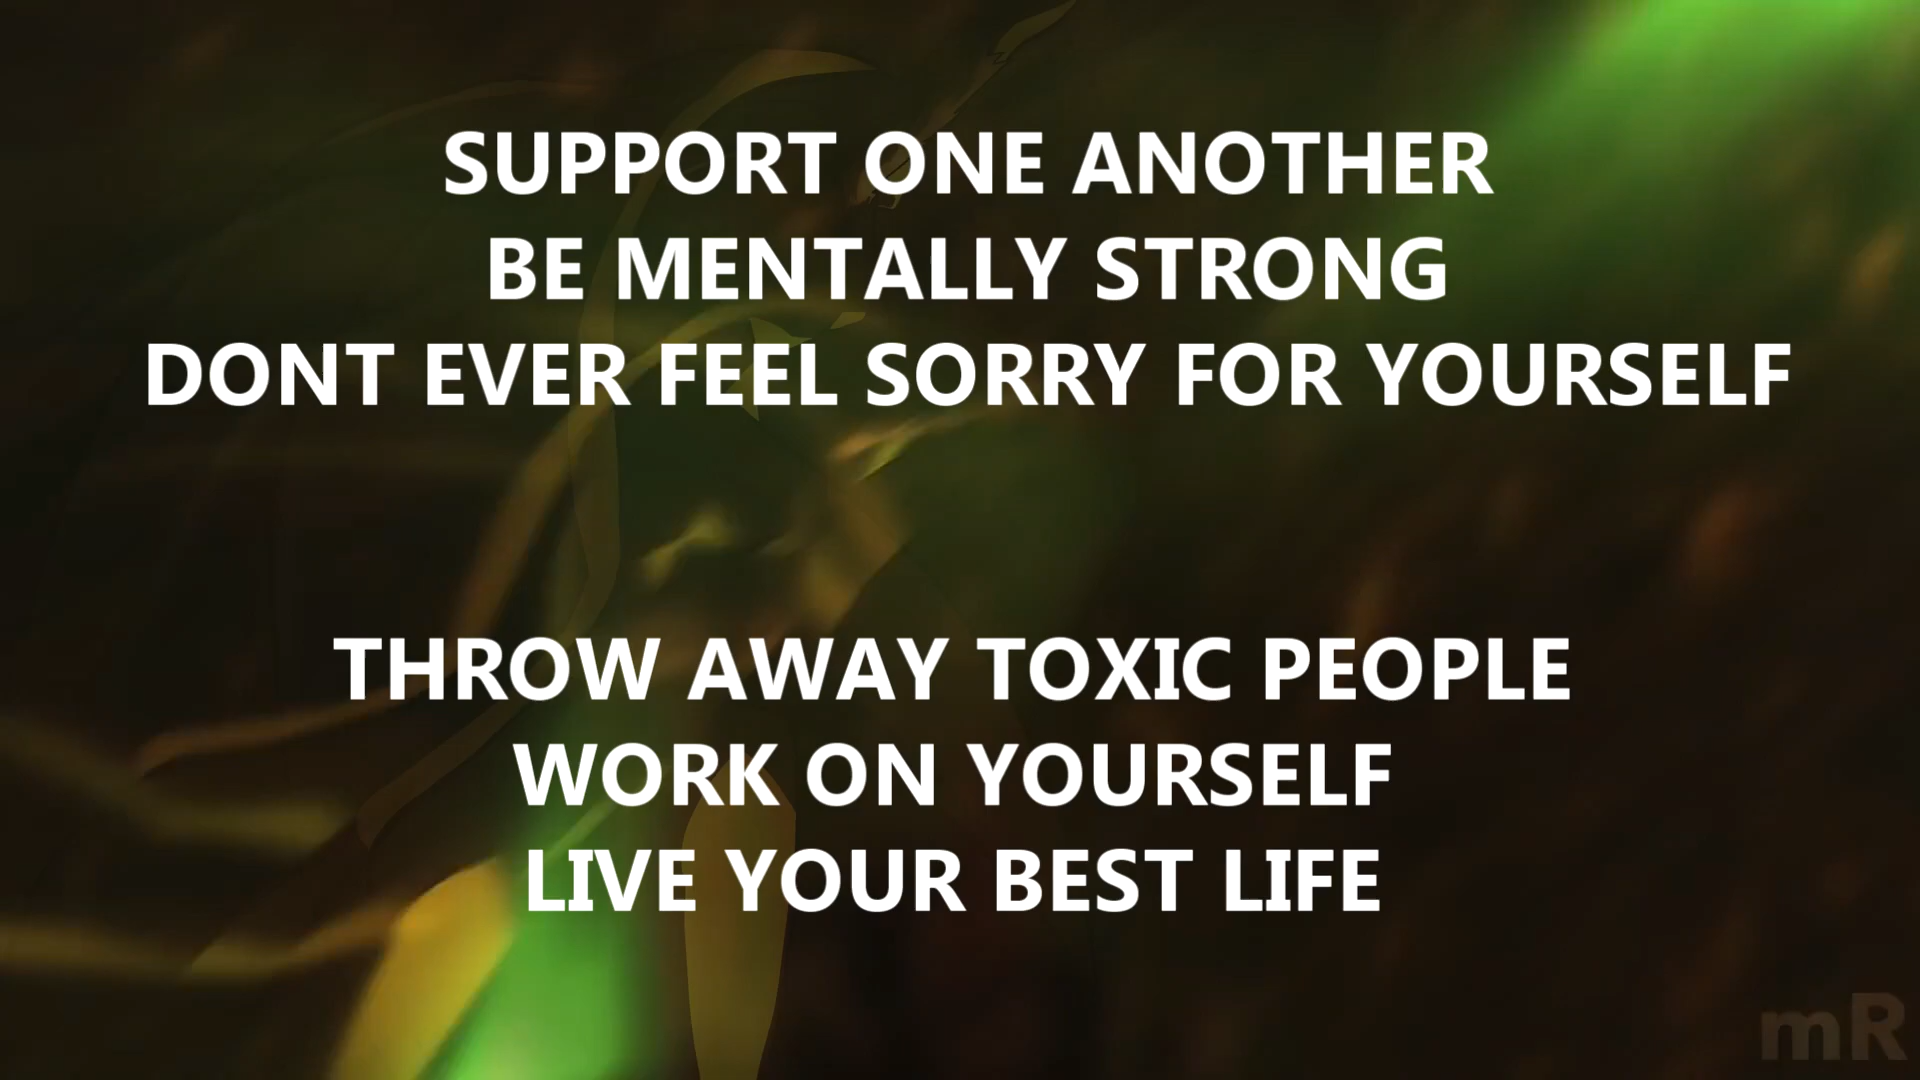 SUPPORT ONE ANOTHER
BE MENTALLY STRONG
DONT EVER FEEL SORRY FOR YOURSELF
THROW AWAY TOXIC PEOPLE
WORK ON YOURSELF
LIVE YOUR BEST LIFE
mR